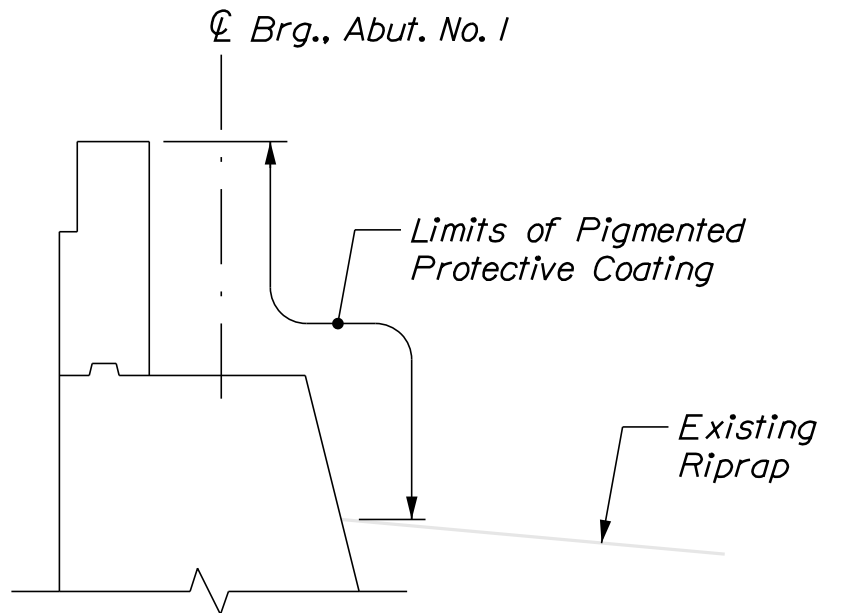 ℄ Brg., Abut. No. 1
Limits of Pigmented
Protective Coating
Existing
Riprap